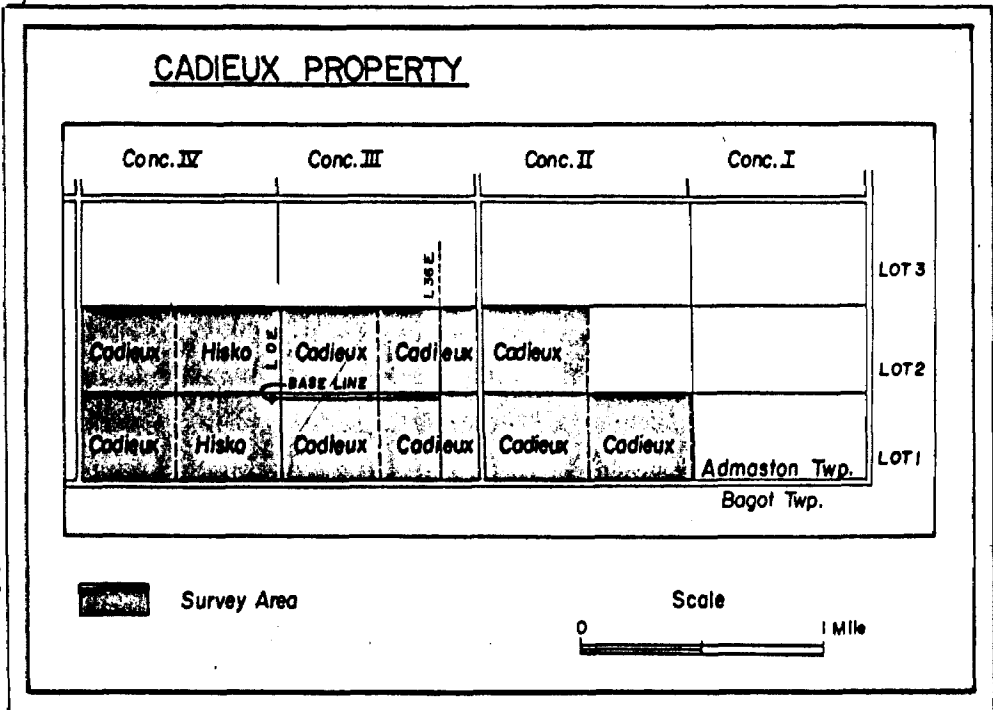 CADIEUX PROPERTY
Conc. IV Conc. III Conc. II Conc. I
LOT 3
L 36 E.
Cadieux Hisko L 0 E. Cadieux Cadieux Cadieux LOT 2
BASE LINE
Cadieux Hisko Cadieux Cadieux Cadieux Cadieux LOT 1
Admaston Twp.
Bagot Twp.
Survey Area
Scale
0 1 Mile